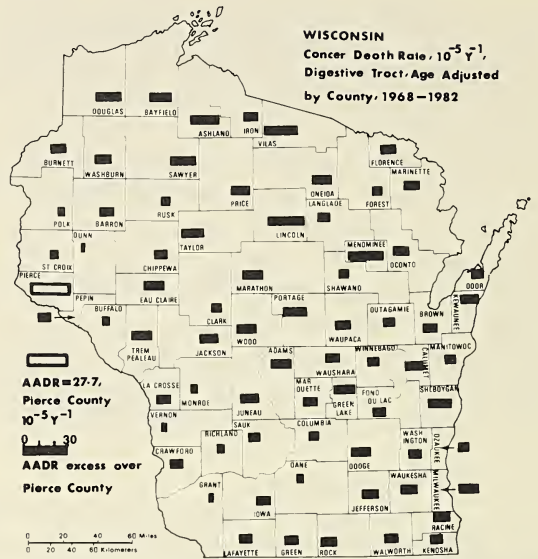 WISCONSIN
Concer Death Rate, 10⁻⁵ Y⁻¹,
Digestive Tract, Age Adjusted
by County, 1968-1982
DOUGLAS
BAYFIELD
ASHLAND
IRON
VILAS
BURNETT
WASHBURN
SAWYER
FLORENCE
MARINETTE
ONEIDA
FOREST
PRICE
POLK
BARRON
RUSK
LANGLADE
LINCOLN
DUNN
TAYLOR
MENOMINEE
OCONTO
ST CROIX
CHIPPEWA
DOOR
PIERCE
MARATHON
SHAWANO
PEPIN
EAU CLAIRE
BUFFALO
CLARK
PORTAGE
OUTAGAMIE
BROWN
KEWAUNEE
TREM
PEALEAU
JACKSON
WOOD
WAUPACA
WINNEBAGO
MANITOWOC
ADAMS
WAUSHARA
CALUMET
AADR=27.7,
Pierce County
10⁻⁵ Y⁻¹
0 30
AADR excess over
Pierce County
LA CROSSE
MONROE
JUNEAU
MAR
QUETTE
GREEN
LAKE
FOND
DU LAC
SHEBOYGAN
VERNON
SAUK
COLUMBIA
RICHLAND
CRAWFORD
DODGE
WASH
INGTON
OZAUKEE
DANE
GRANT
IOWA
JEFFERSON
WAUKESHA
MILWAUKEE
RACINE
LAFAYETTE
GREEN
ROCK
WALWORTH
KENOSHA
0 20 40 60 Miles
0 20 40 60 Kilometers